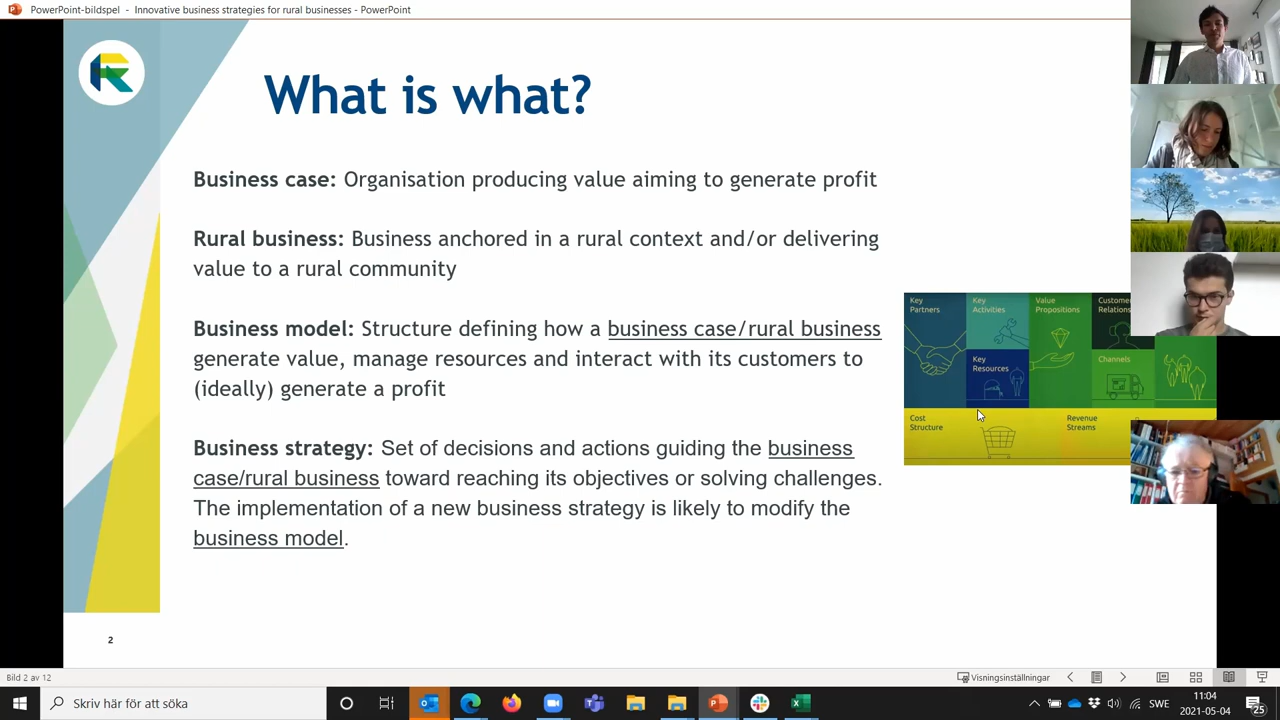 PowerPoint-bildspel - Innovative business strategies for rural businesses - PowerPoint
What is what?
Business case: Organisation producing value aiming to generate profit
Rural business: Business anchored in a rural context and/or delivering
value to a rural community
Business model: Structure defining how a business case/rural business
generate value, manage resources and interact with its customers to
(ideally) generate a profit
Business strategy: Set of decisions and actions guiding the business
case/rural business toward reaching its objectives or solving challenges.
The implementation of a new business strategy is likely to modify the
business model.
Key
Partners
Key
Activities
Value
Propositions
Key
Resources
Channels
Cost
Structure
Revenue
Streams
2
Bild 2 av 12
Visningsinställningar
Skriv här för att söka
SWE
11:04
2021-05-04
25